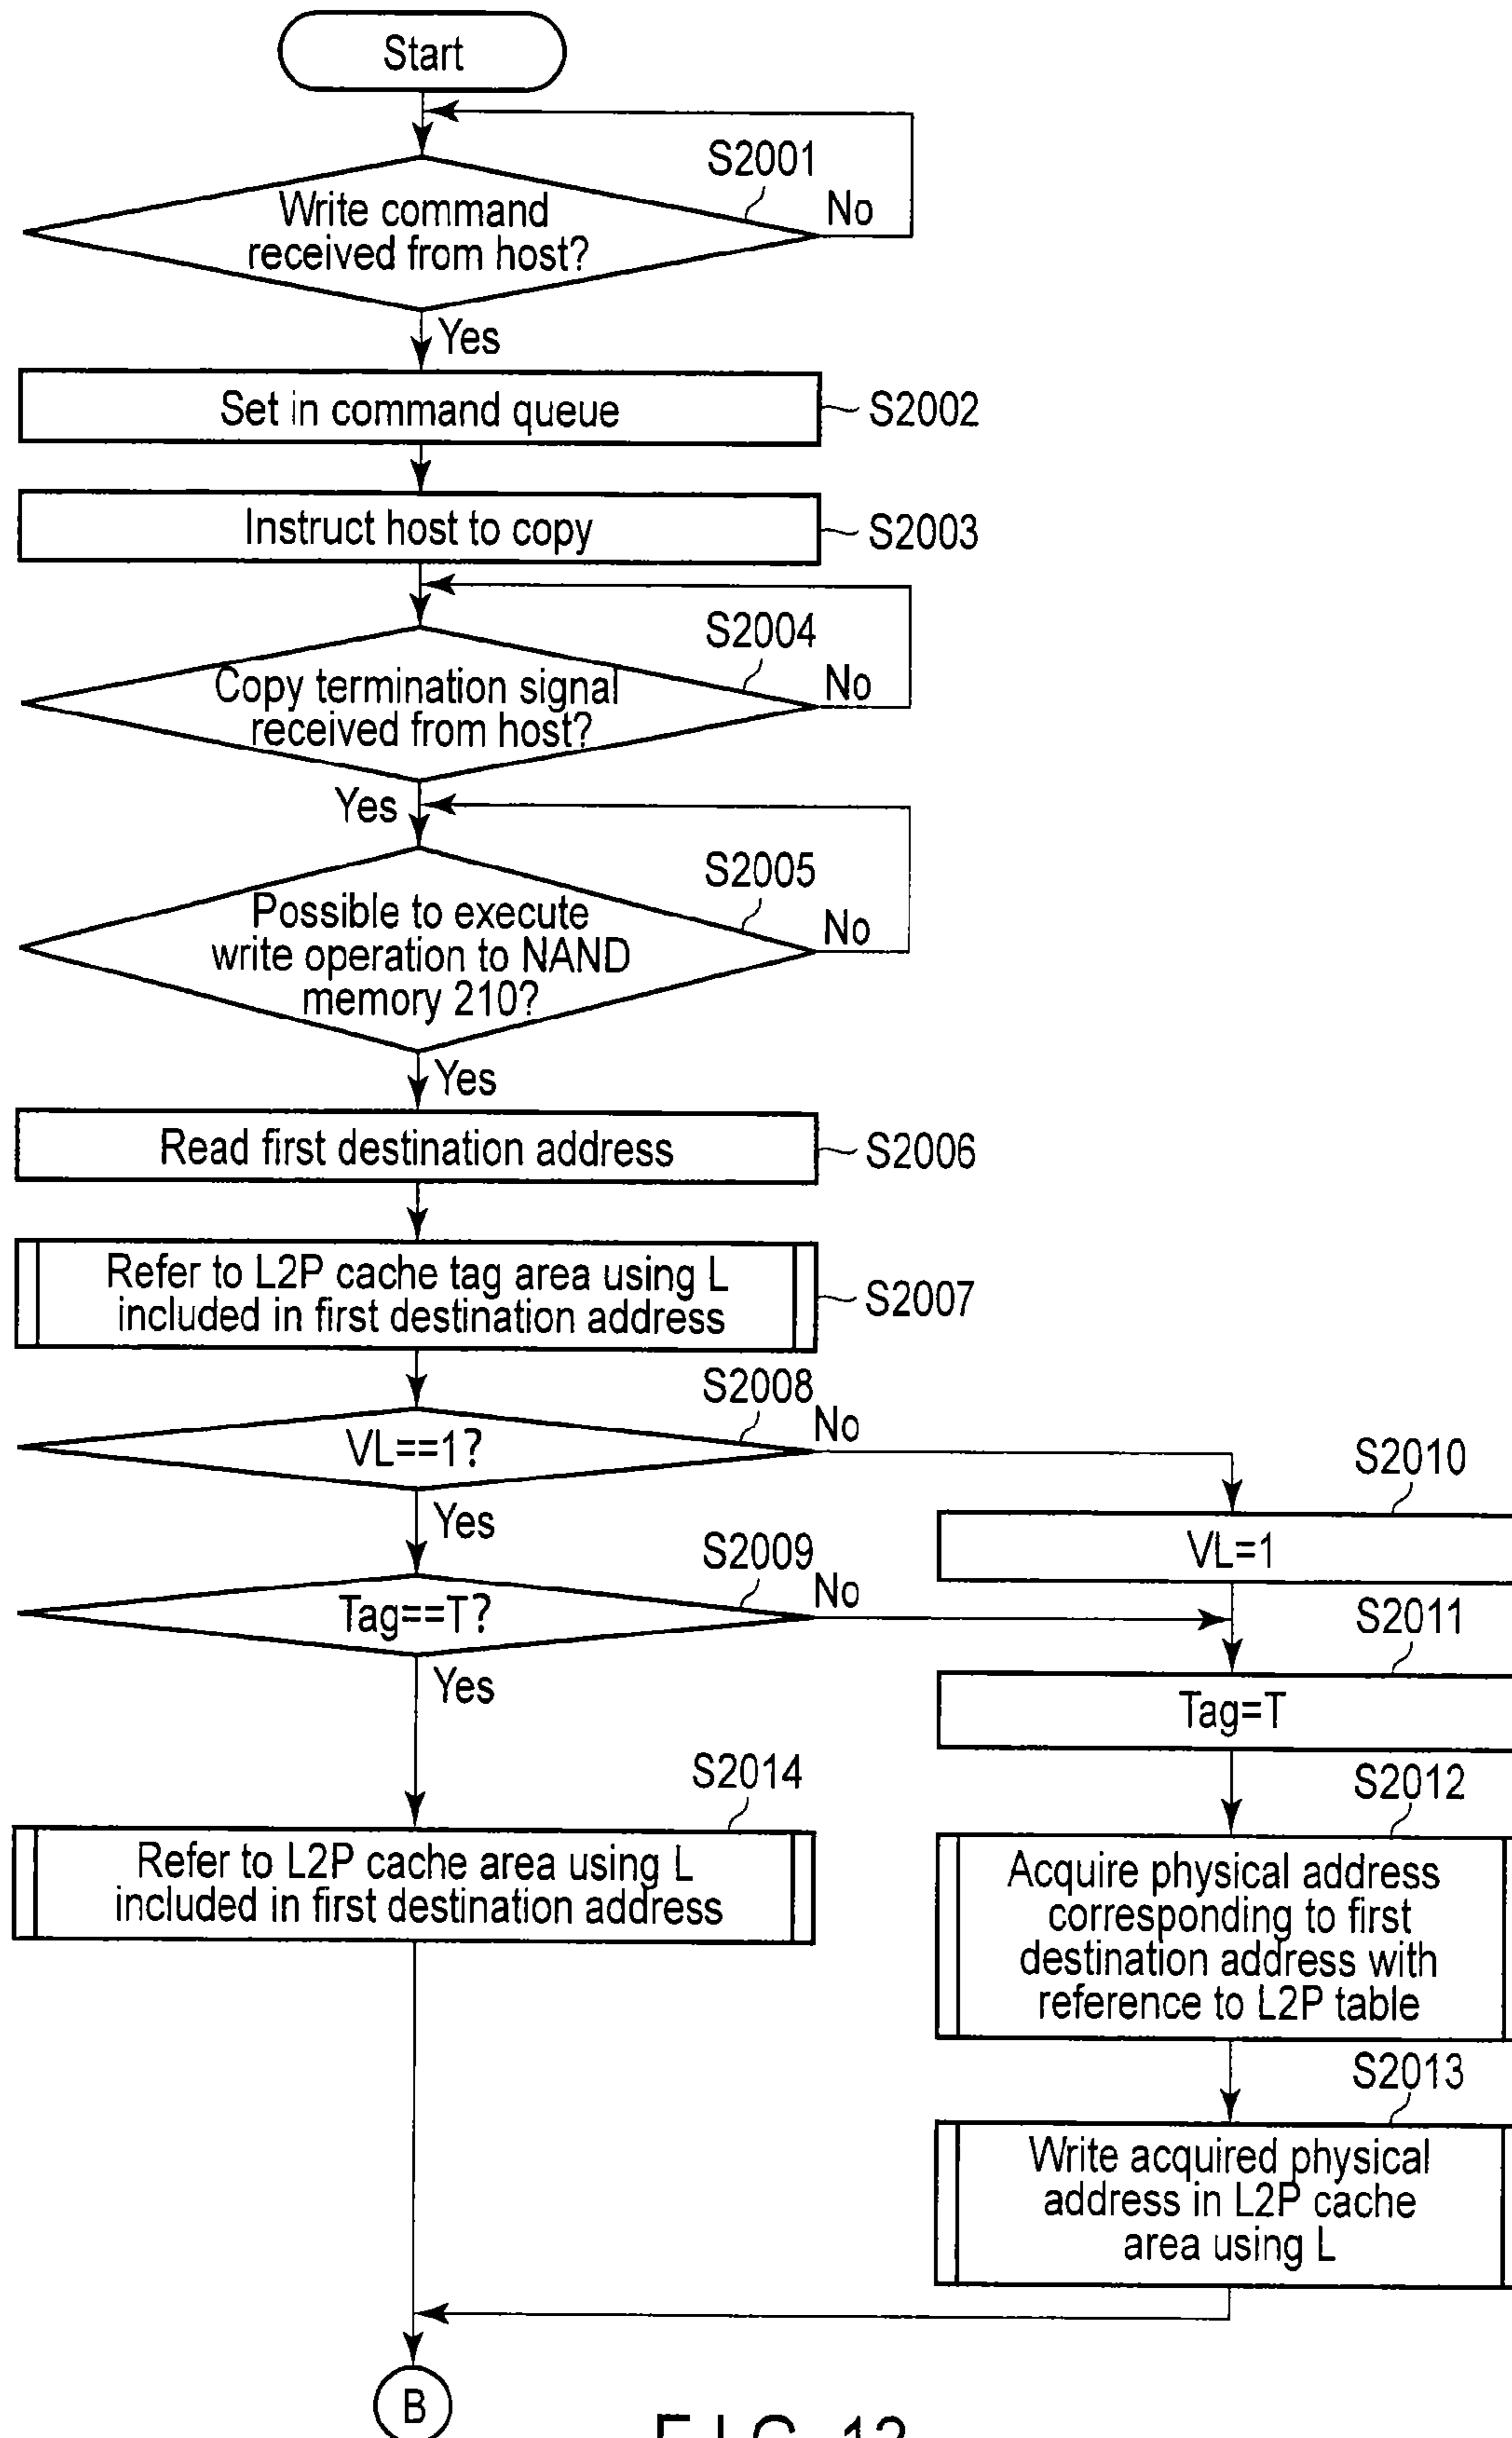 Start
S2001
Write command
received from host?
No
Yes
Set in command queue
S2002
Instruct host to copy
S2003
S2004
Copy termination signal
received from host?
No
Yes
S2005
Possible to execute
write operation to NAND
memory 210?
No
Yes
Read first destination address
S2006
Refer to L2P cache tag area using L
included in first destination address
S2007
S2008
VL==1?
No
Yes
S2010
VL=1
S2009
Tag==T?
No
Yes
S2011
Tag=T
S2014
Refer to L2P cache area using L
included in first destination address
S2012
Acquire physical address
corresponding to first
destination address with
reference to L2P table
S2013
Write acquired physical
address in L2P cache
area using L
B